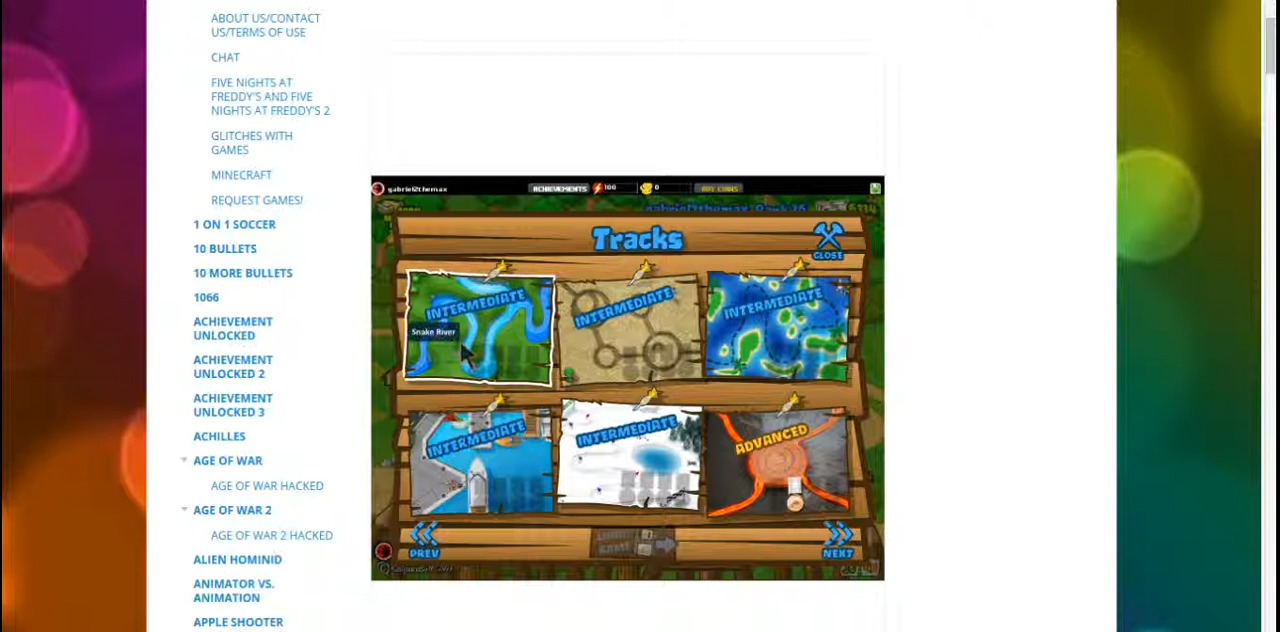 ABOUT US/CONTACT
US/TERMS OF USE
CHAT
FIVE NIGHTS AT
FREDDY'S AND FIVE
NIGHTS AT FREDDY'S 2
GLITCHES WITH
GAMES
MINECRAFT
REQUEST GAMES!
1 ON 1 SOCCER
10 BULLETS
10 MORE BULLETS
1066
ACHIEVEMENT
UNLOCKED
ACHIEVEMENT
UNLOCKED 2
ACHIEVEMENT
UNLOCKED 3
ACHILLES
AGE OF WAR
AGE OF WAR HACKED
AGE OF WAR 2
AGE OF WAR 2 HACKED
ALIEN HOMINID
ANIMATOR VS.
ANIMATION
APPLE SHOOTER
gabriel2themax ACHIEVEMENTS 100 0 BUY COINS
Tracks
CLOSE
INTERMEDIATE INTERMEDIATE INTERMEDIATE
Snake River
INTERMEDIATE INTERMEDIATE ADVANCED
PREV NEXT